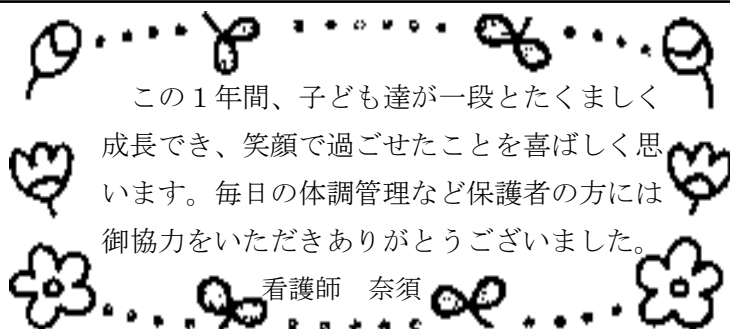 この１年間、子ども達が一段とたくましく
成長でき、笑顔で過ごせたことを喜ばしく思
います。毎日の体調管理など保護者の方には
御協力をいただきありがとうございました。
看護師　奈須